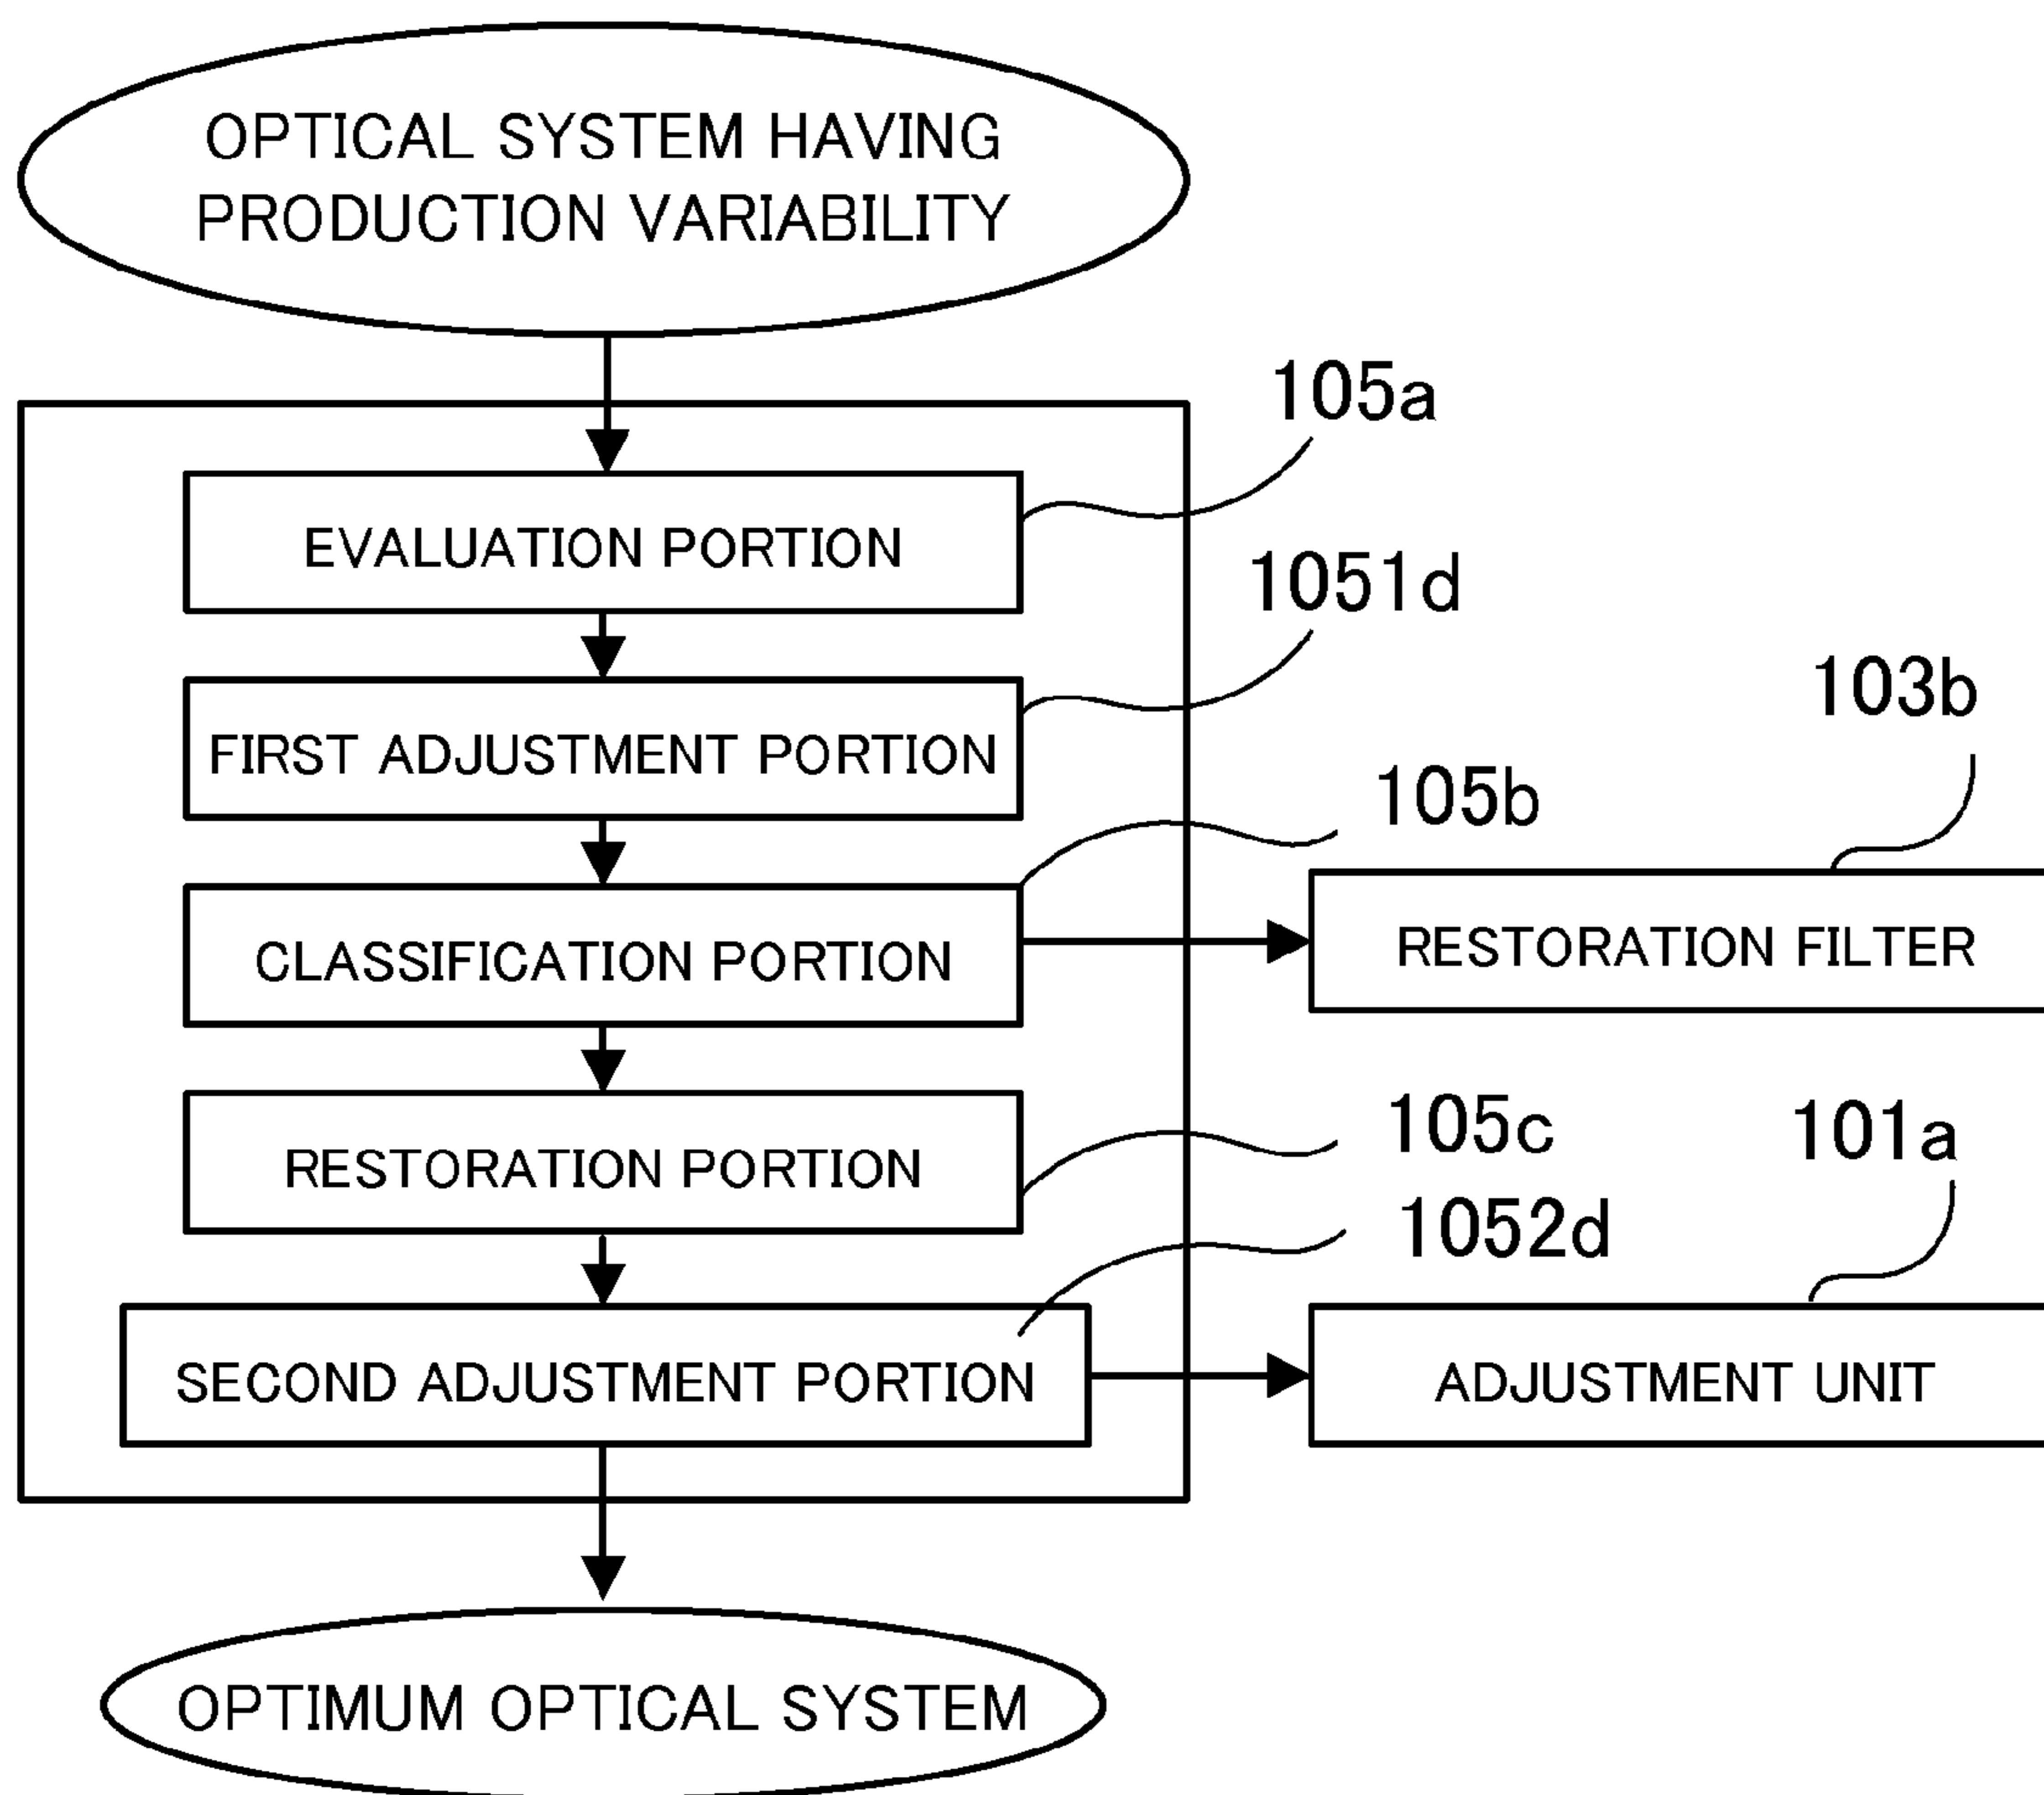 OPTICAL SYSTEM HAVING
PRODUCTION VARIABILITY
105a
EVALUATION PORTION
1051d
FIRST ADJUSTMENT PORTION
103b
105b
CLASSIFICATION PORTION
RESTORATION FILTER
105c
101a
RESTORATION PORTION
1052d
SECOND ADJUSTMENT PORTION
ADJUSTMENT UNIT
OPTIMUM OPTICAL SYSTEM